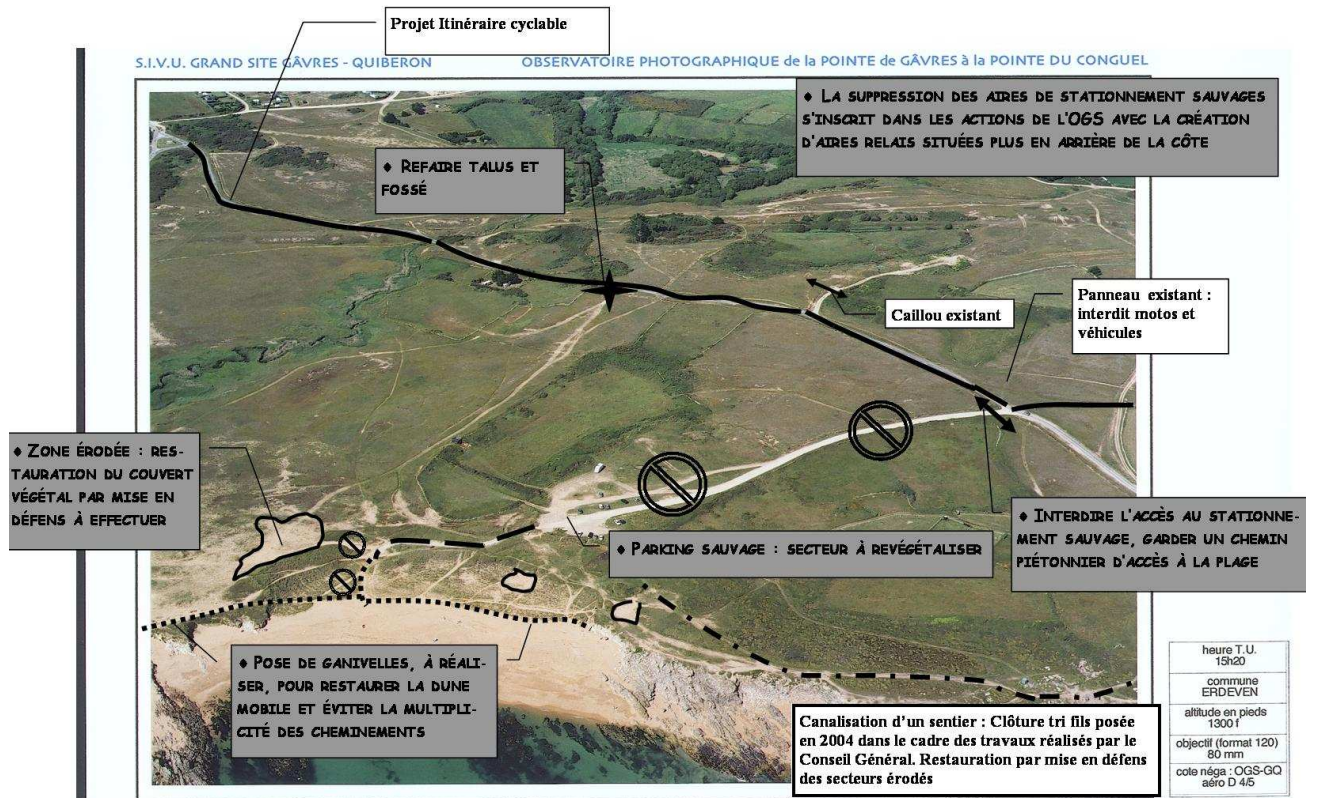 Projet Itinéraire cyclable
S.I.V.U. GRAND SITE GÂVRES - QUIBERON
OBSERVATOIRE PHOTOGRAPHIQUE de la POINTE de GÂVRES à la POINTE DU CONGUEL
♦ LA SUPPRESSION DES AIRES DE STATIONNEMENT SAUVAGES
S'INSCRIT DANS LES ACTIONS DE L'OGS AVEC LA CRÉATION
D'AIRES RELAIS SITUÉES PLUS EN ARRIÈRE DE LA CÔTE
♦ REFAIRE TALUS ET
FOSSÉ
Panneau existant :
interdit motos et
véhicules
Caillou existant
♦ ZONE ÉRODÉE : RES-
TAURATION DU COUVERT
VÉGÉTAL PAR MISE EN
DÉFENS À EFFECTUER
♦ INTERDIRE L'ACCÈS AU STATIONNE-
MENT SAUVAGE, GARDER UN CHEMIN
PIÉTONNIER D'ACCÈS À LA PLAGE
♦ PARKING SAUVAGE : SECTEUR À REVÉGÉTALISER
♦ POSE DE GANIVELLES, À RÉALI-
SER, POUR RESTAURER LA DUNE
MOBILE ET ÉVITER LA MULTIPLI-
CITÉ DES CHEMINEMENTS
Canalisation d'un sentier : Clôture tri fils posée
en 2004 dans le cadre des travaux réalisés par le
Conseil Général. Restauration par mise en défens
des secteurs érodés
heure T.U.
15h20
commune
ERDEVEN
altitude en pieds
1300 f
objectif (format 120)
80 mm
cote néga : OGS-GQ
aéro D 4/5